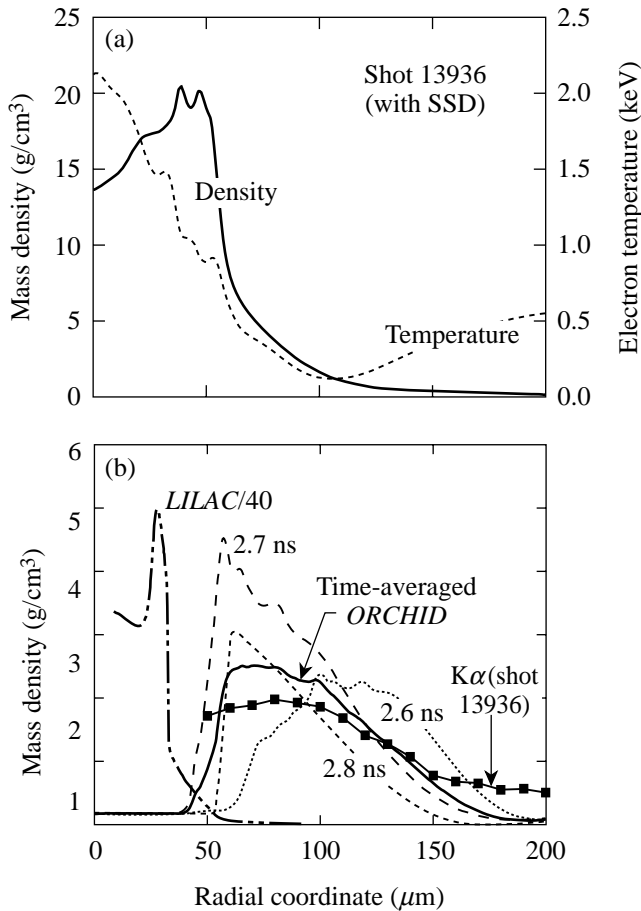 (a)
Shot 13936
(with SSD)
Density
Temperature
Mass density (g/cm³)
Electron temperature (keV)
25
20
15
10
5
0
2.5
2.0
1.5
1.0
0.5
0.0
(b)
LILAC/40
2.7 ns
Time-averaged
ORCHID
Kα(shot
13936)
2.6 ns
2.8 ns
Mass density (g/cm³)
6
5
4
3
2
1
0
50
100
150
200
Radial coordinate (μm)